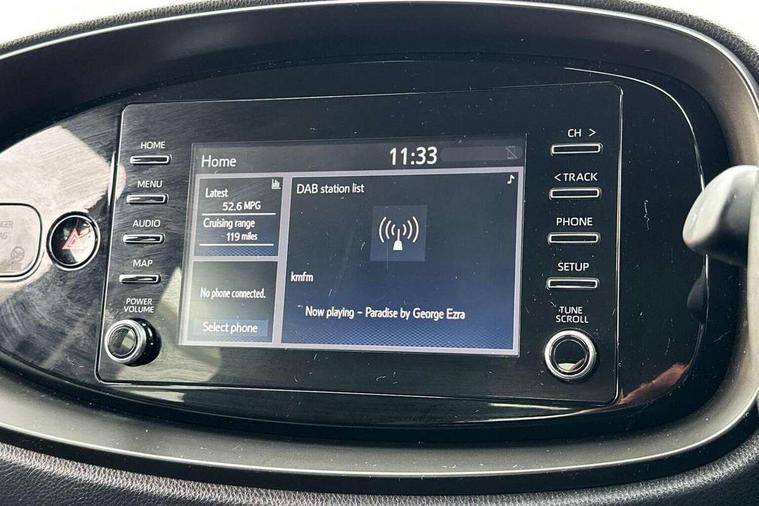 HOME
MENU
AUDIO
MAP
POWER
VOLUME
Home
11:33
Latest
52.6 MPG
Cruising range
119 miles
No phone connected.
Select phone
DAB station list
kmfm
Now playing – Paradise by George Ezra
CH >
< TRACK
PHONE
SETUP
TUNE
SCROLL